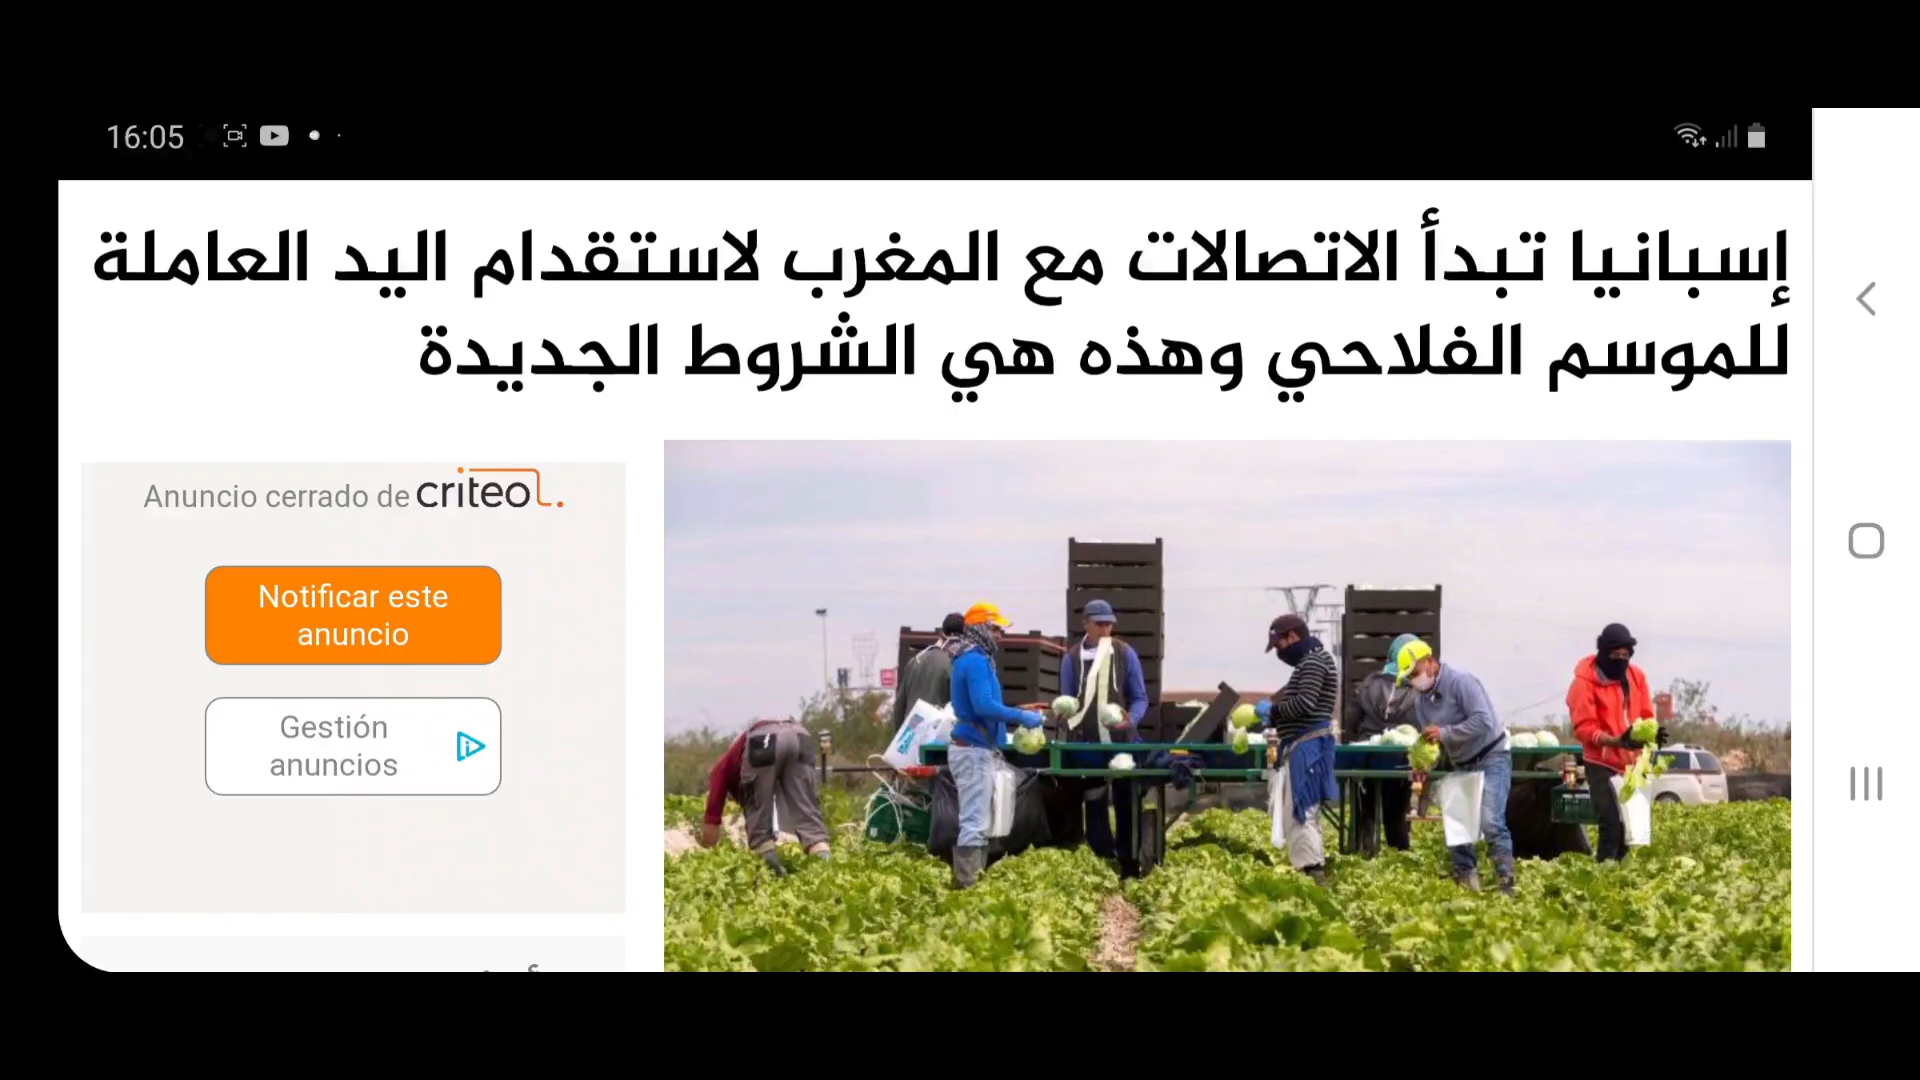 16:05
إسبانيا تبدأ الاتصالات مع المغرب لاستقدام اليد العاملة
للموسم الفلاحي وهذه هي الشروط الجديدة
Anuncio cerrado de criteo.
Notificar este
anuncio
Gestión
anuncios